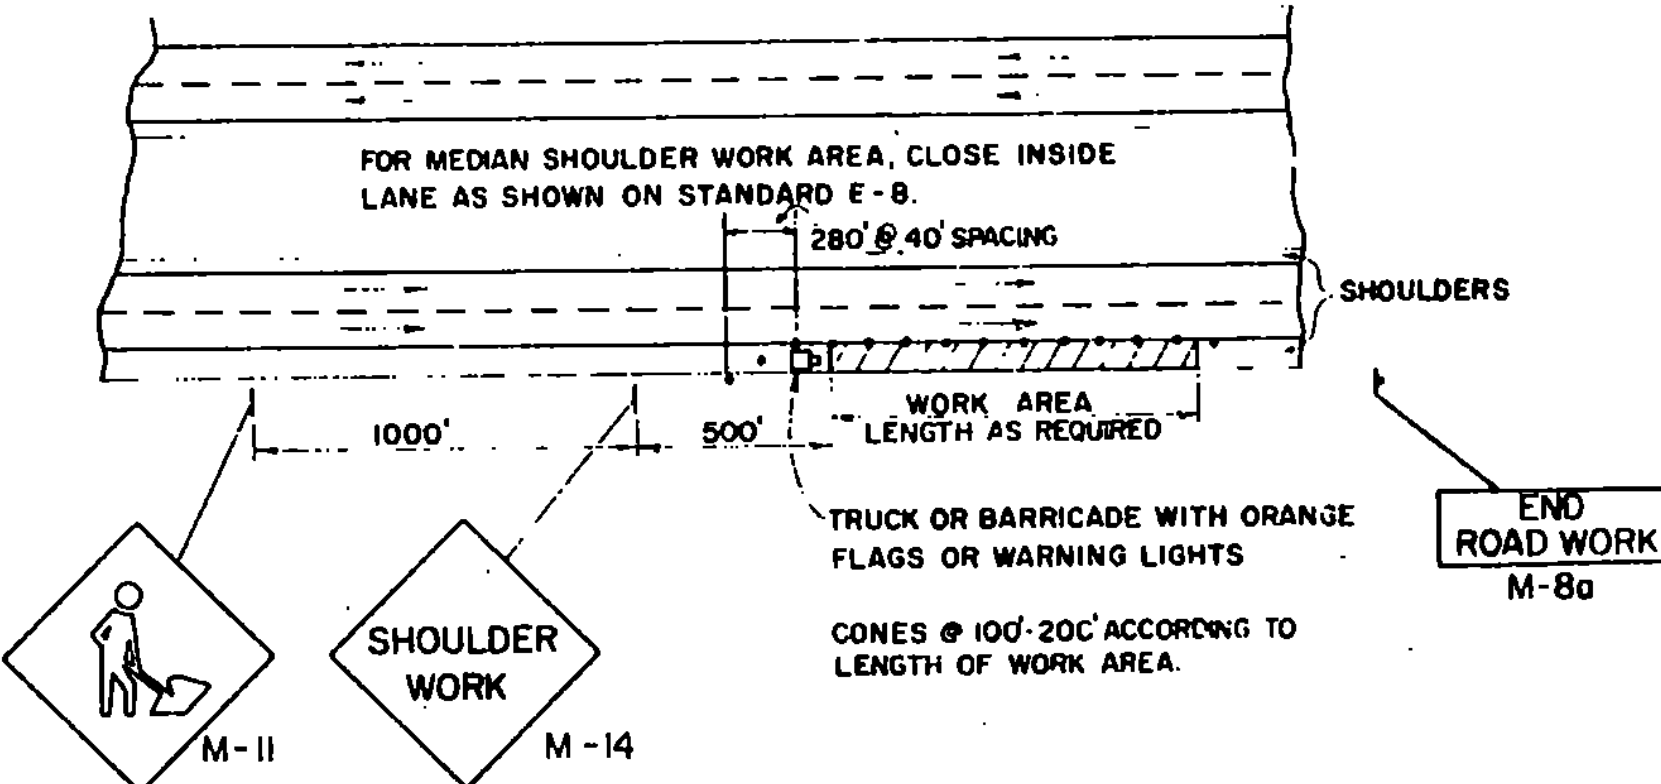 FOR MEDIAN SHOULDER WORK AREA, CLOSE INSIDE
LANE AS SHOWN ON STANDARD E-8.
280' @ 40' SPACING
SHOULDERS
WORK AREA
LENGTH AS REQUIRED
1000'
500'
TRUCK OR BARRICADE WITH ORANGE
FLAGS OR WARNING LIGHTS
END
ROAD WORK
M-8a
CONES @ 100'-200' ACCORDING TO
LENGTH OF WORK AREA.
SHOULDER
WORK
M-11
M-14